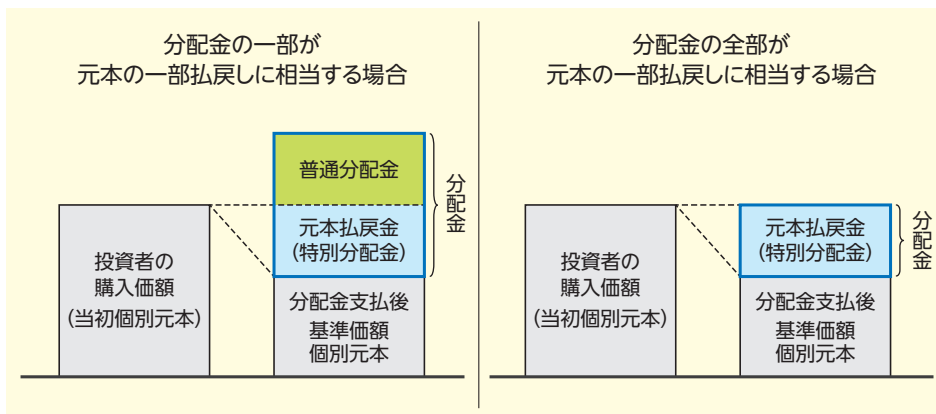 分配金の一部が
元本の一部払戻しに相当する場合
普通分配金
元本払戻金
(特別分配金)
分配金
投資者の
購入価額
(当初個別元本)
分配金支払後
基準価額
個別元本
分配金の全部が
元本の一部払戻しに相当する場合
元本払戻金
(特別分配金)
分配金
投資者の
購入価額
(当初個別元本)
分配金支払後
基準価額
個別元本